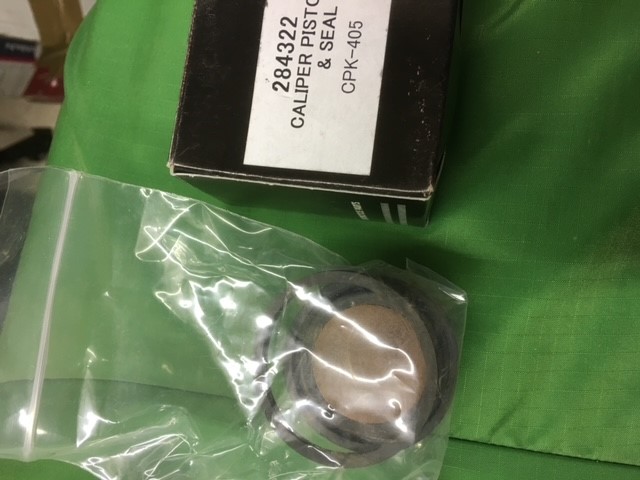 284322
CALIPER PISTO
& SEAL
CPK-405